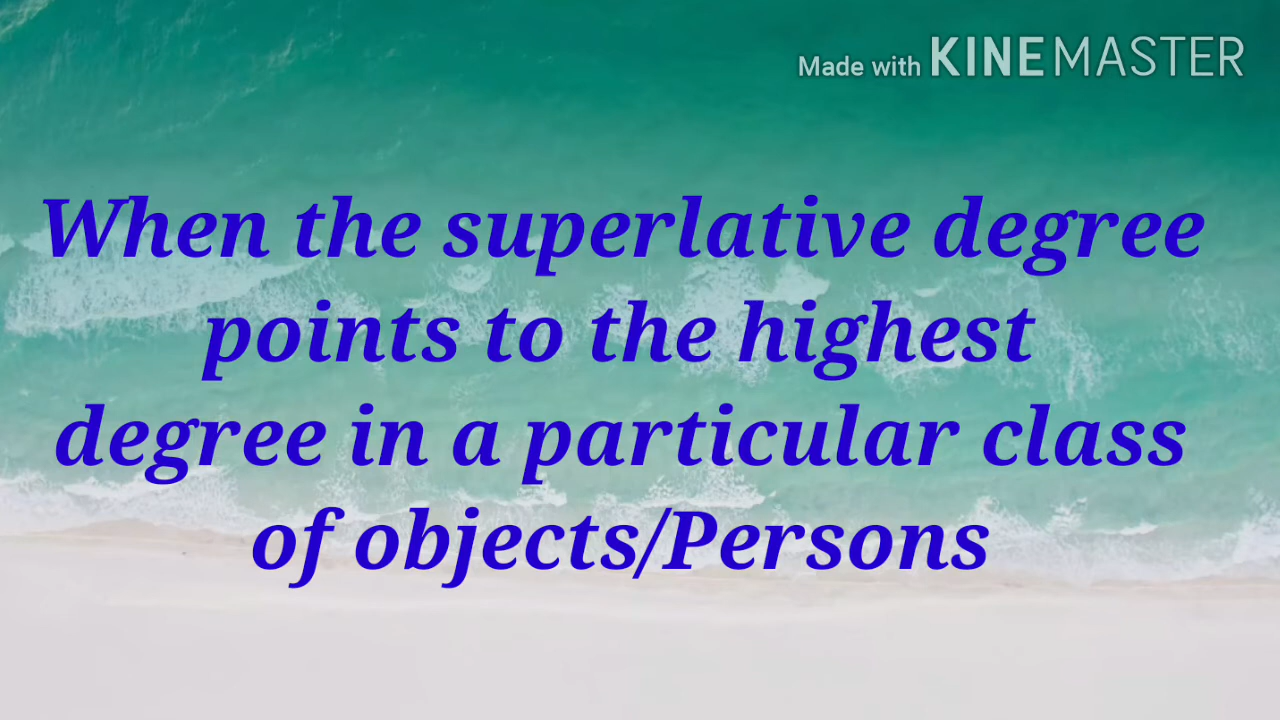 Made with KINEMASTER
When the superlative degree
points to the highest
degree in a particular class
of objects/Persons